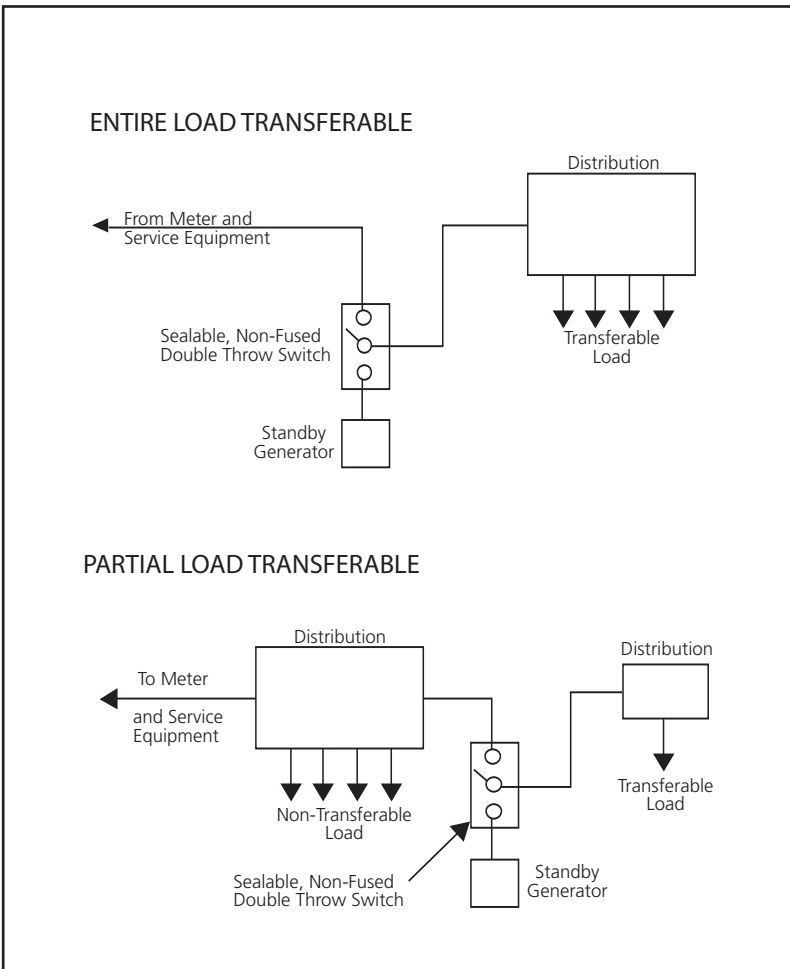 ENTIRE LOAD TRANSFERABLE
Distribution
From Meter and
Service Equipment
Sealable, Non-Fused
Double Throw Switch
Transferable
Load
Standby
Generator
PARTIAL LOAD TRANSFERABLE
Distribution
Distribution
To Meter
and Service
Equipment
Non-Transferable
Load
Transferable
Load
Sealable, Non-Fused
Double Throw Switch
Standby
Generator